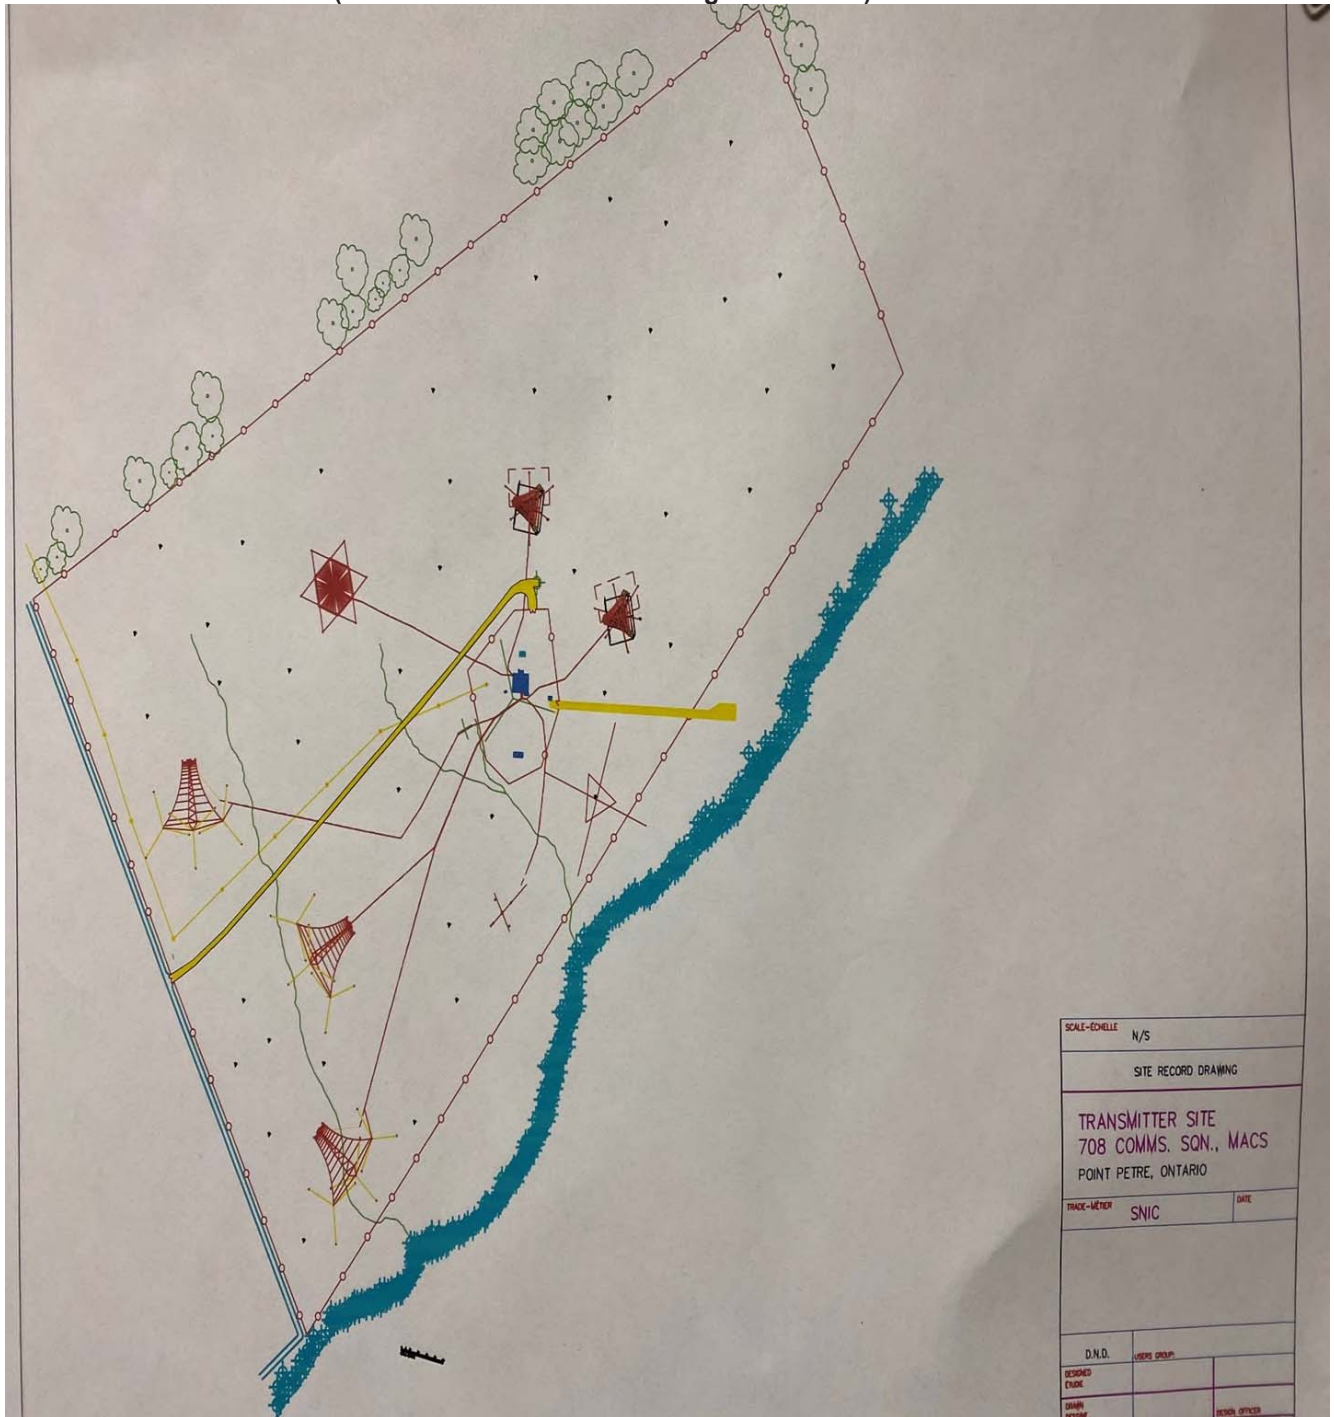 SCALE-ÉCHELLE N/S
SITE RECORD DRAWING
TRANSMITTER SITE
708 COMMS. SQN., MACS
POINT PETRE, ONTARIO
TRADE-MÉTIER SNIC DATE
D.N.D. USERS GROUP
DESIGNED
ÉTUDIÉ
DRAWN
DESIGN OFFICER